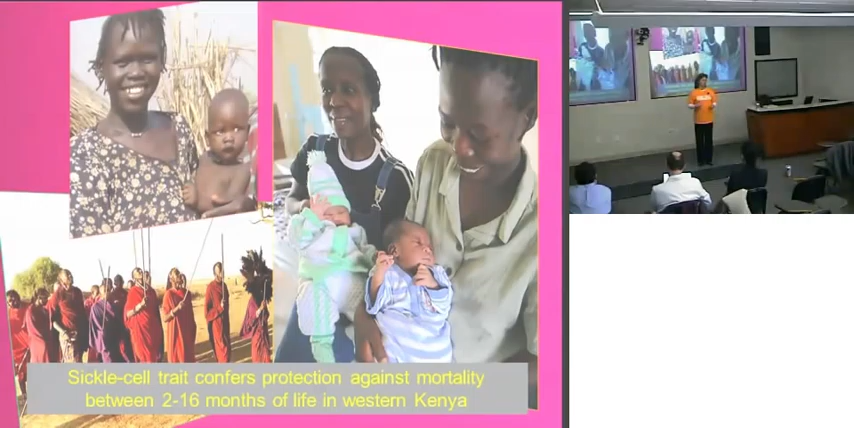 Sickle-cell trait confers protection against mortality
between 2-16 months of life in western Kenya